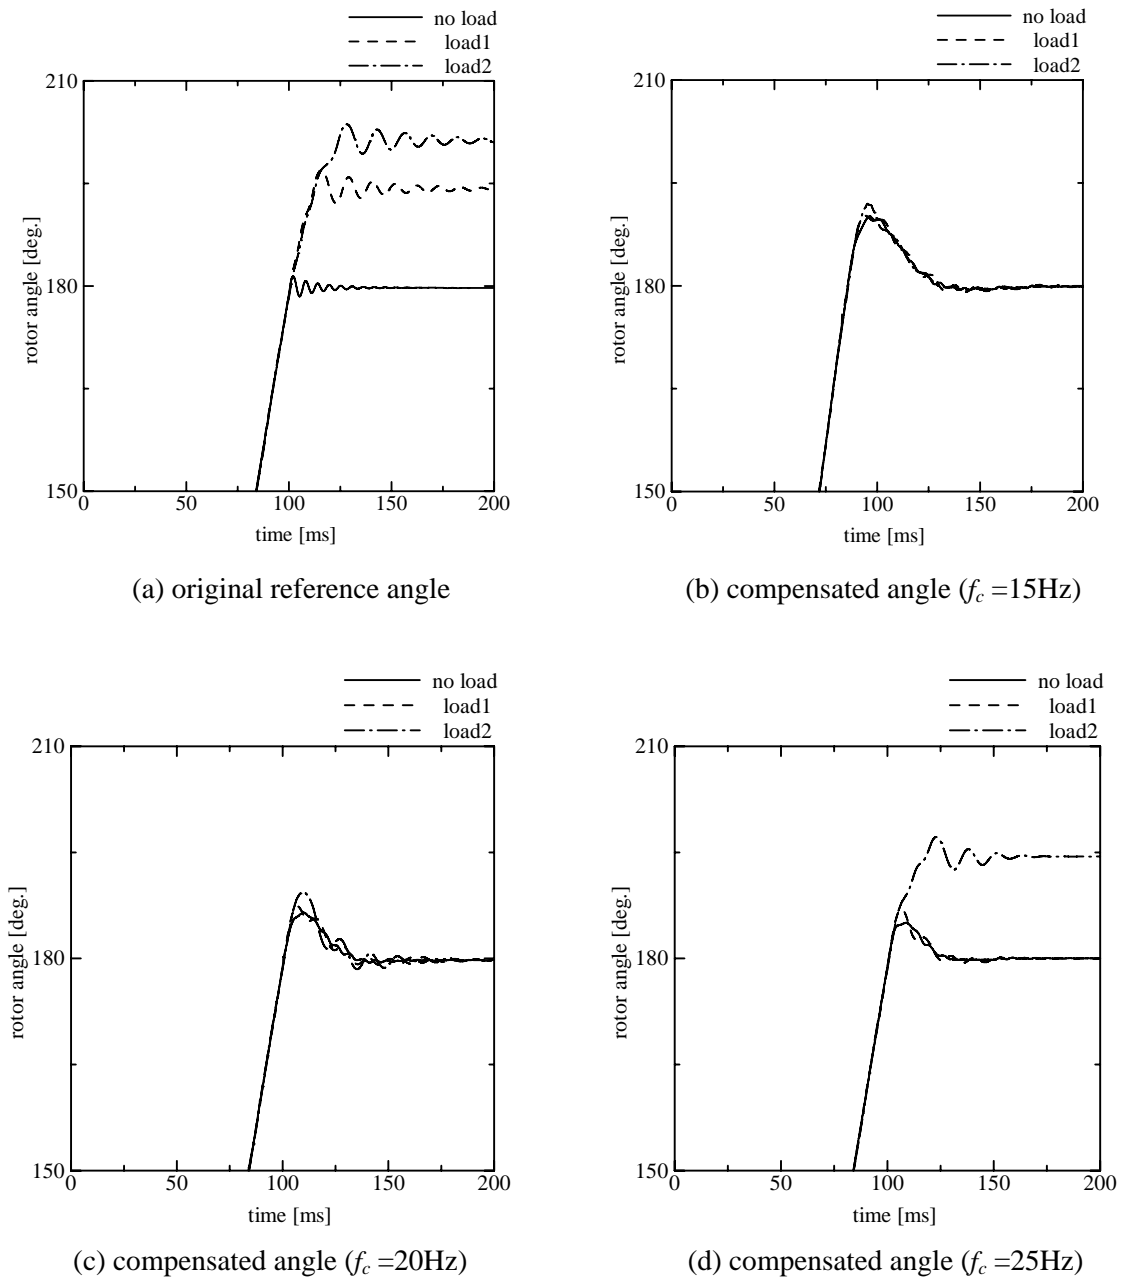 no load
load1
load2
210
180
150
0
50
100
150
200
rotor angle [deg.]
time [ms]
(a) original reference angle
no load
load1
load2
210
180
150
0
50
100
150
200
rotor angle [deg.]
time [ms]
(b) compensated angle (fc =15Hz)
no load
load1
load2
210
180
150
0
50
100
150
200
rotor angle [deg.]
time [ms]
(c) compensated angle (fc =20Hz)
no load
load1
load2
210
180
150
0
50
100
150
200
rotor angle [deg.]
time [ms]
(d) compensated angle (fc =25Hz)